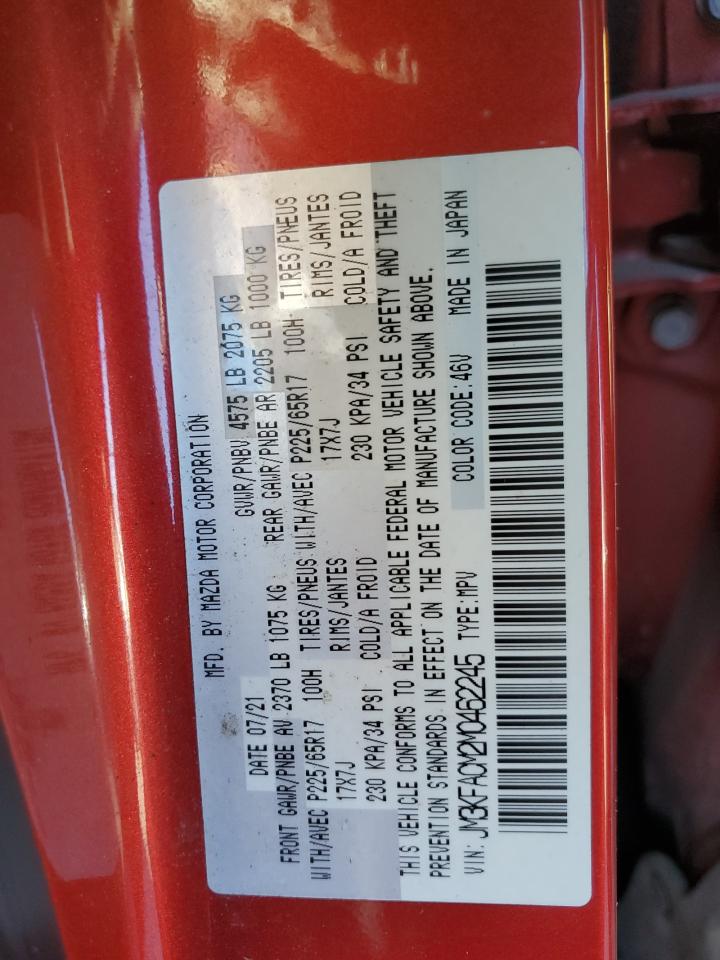 MFD. BY MAZDA MOTOR CORPORATION
DATE 07/21 GVWR/PNBV 4575 LB 2075 KG
FRONT GAWR/PNBE AV 2370 LB 1075 KG REAR GAWR/PNBE AR 2205 LB 1000 KG
WITH/AVEC P225/65R17 100H TIRES/PNEUS WITH/AVEC P225/65R17 100H TIRES/PNEUS
17X7J RIMS/JANTES 17X7J RIMS/JANTES
230 KPA/34 PSI COLD/A FROID 230 KPA/34 PSI COLD/A FROID
THIS VEHICLE CONFORMS TO ALL APPLICABLE FEDERAL MOTOR VEHICLE SAFETY AND THEFT
PREVENTION STANDARDS IN EFFECT ON THE DATE OF MANUFACTURE SHOWN ABOVE.
VIN: JM3KFACM2M0462245 TYPE:MPV COLOR CODE:46V MADE IN JAPAN